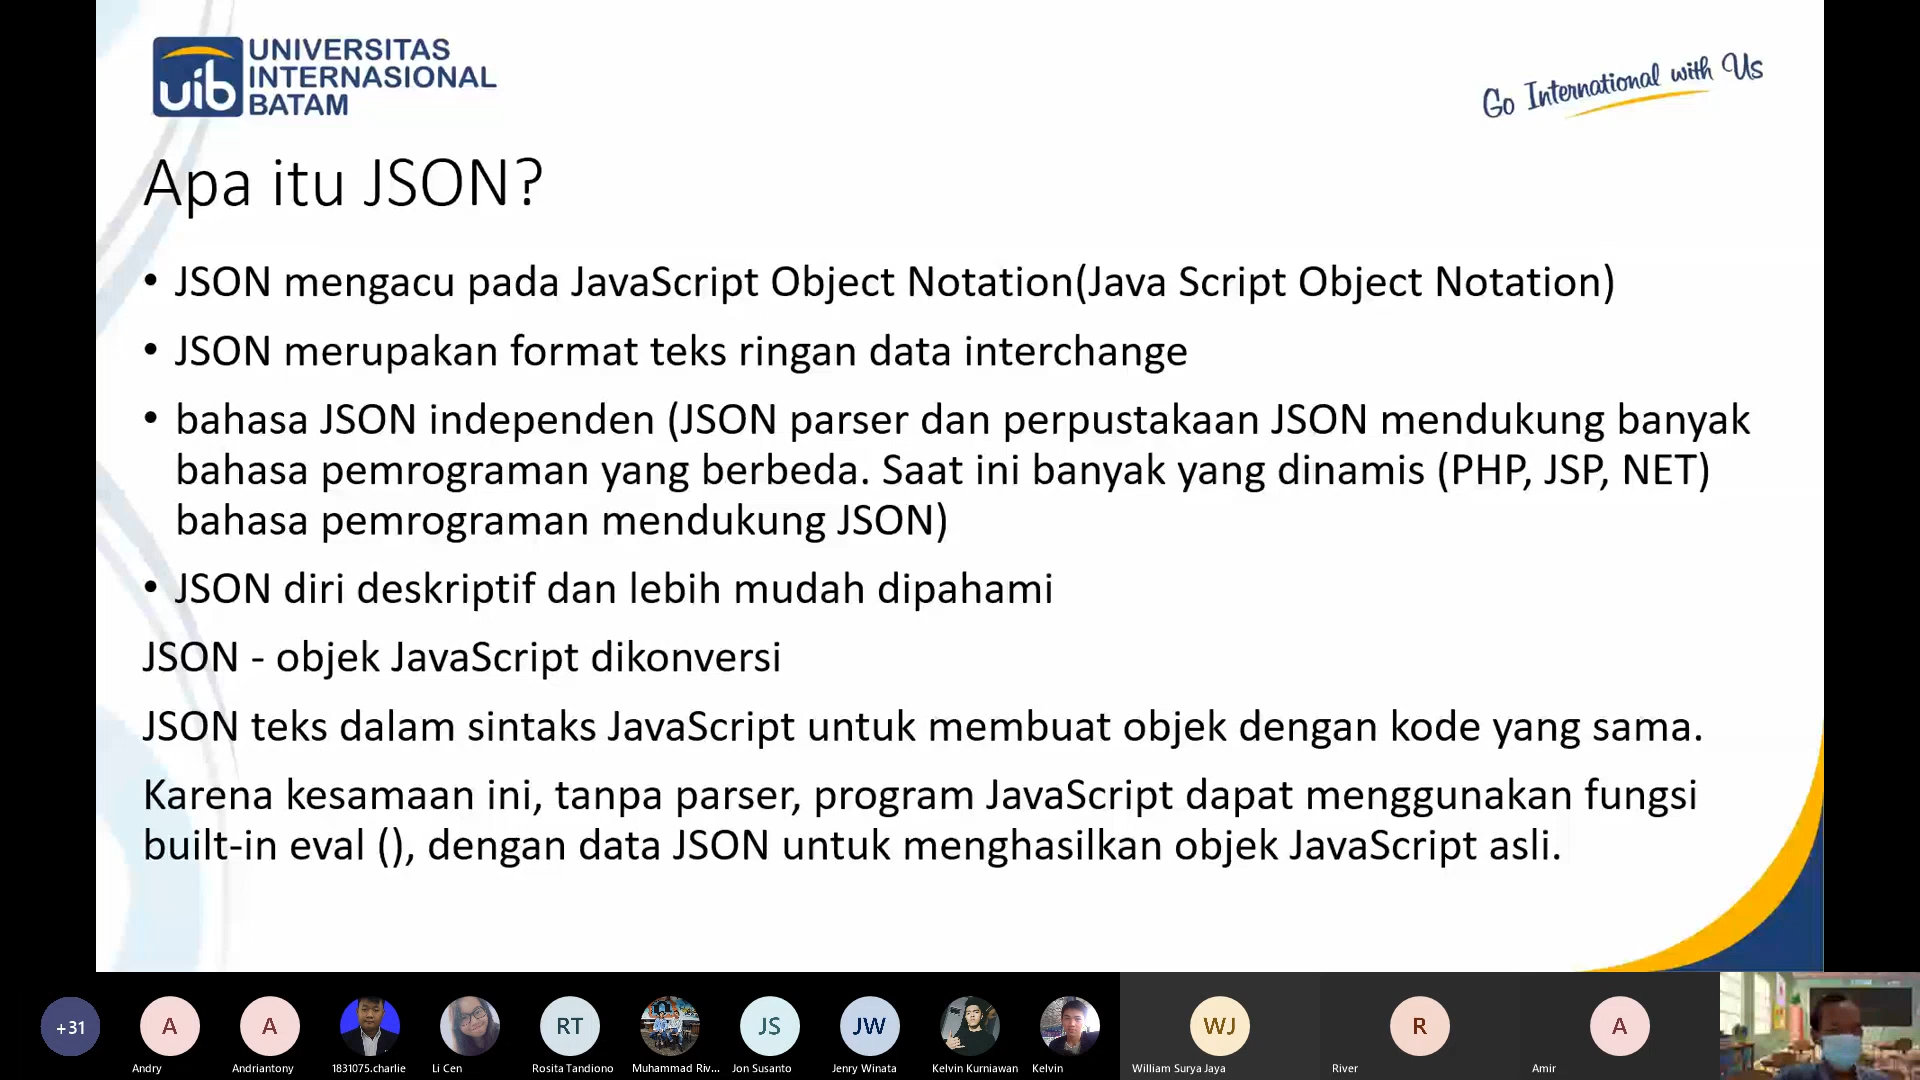 uib
UNIVERSITAS
INTERNASIONAL
BATAM
Go International with Us
Apa itu JSON?
• JSON mengacu pada JavaScript Object Notation(Java Script Object Notation)
• JSON merupakan format teks ringan data interchange
• bahasa JSON independen (JSON parser dan perpustakaan JSON mendukung banyak
bahasa pemrograman yang berbeda. Saat ini banyak yang dinamis (PHP, JSP, NET)
bahasa pemrograman mendukung JSON)
• JSON diri deskriptif dan lebih mudah dipahami
JSON - objek JavaScript dikonversi
JSON teks dalam sintaks JavaScript untuk membuat objek dengan kode yang sama.
Karena kesamaan ini, tanpa parser, program JavaScript dapat menggunakan fungsi
built-in eval (), dengan data JSON untuk menghasilkan objek JavaScript asli.
+31 A A RT JS JW WJ R A
Andry Andriantony 1831075.charlie Li Cen Rosita Tandiono Muhammad Riv... Jon Susanto Jenry Winata Kelvin Kurniawan Kelvin William Surya Jaya River Amir